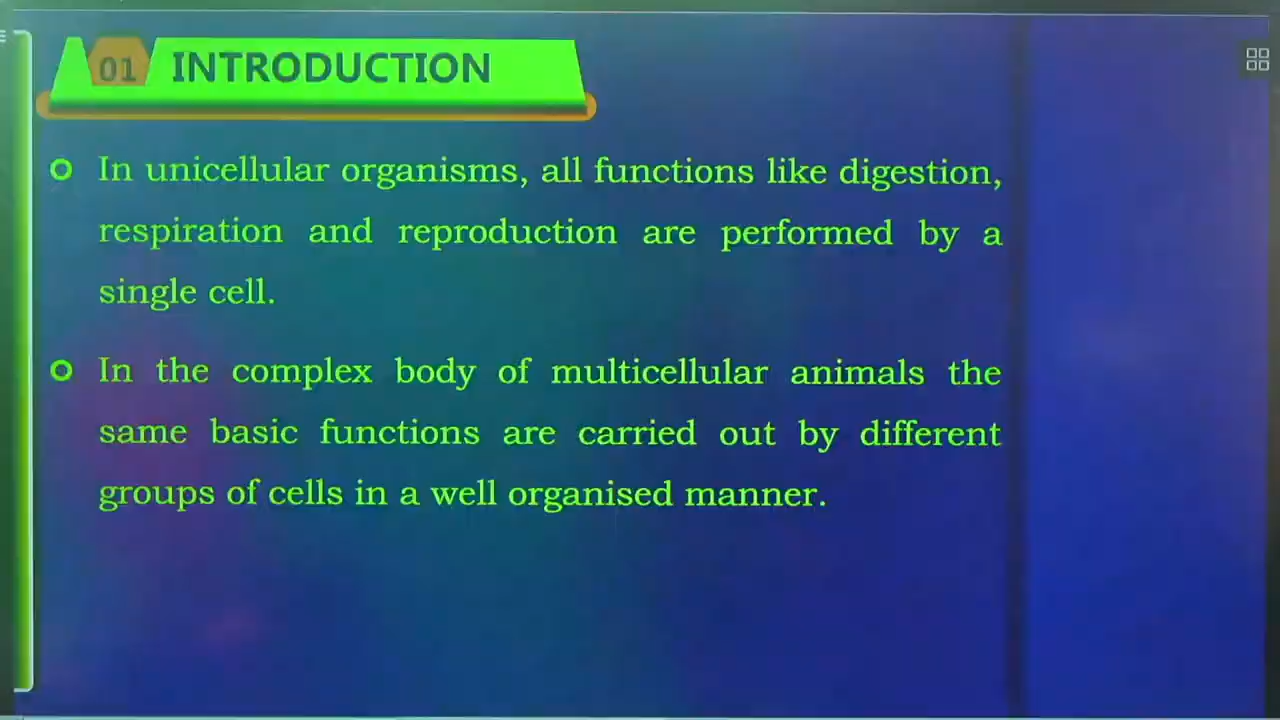 01 INTRODUCTION
In unicellular organisms, all functions like digestion,
respiration and reproduction are performed by a
single cell.
In the complex body of multicellular animals the
same basic functions are carried out by different
groups of cells in a well organised manner.